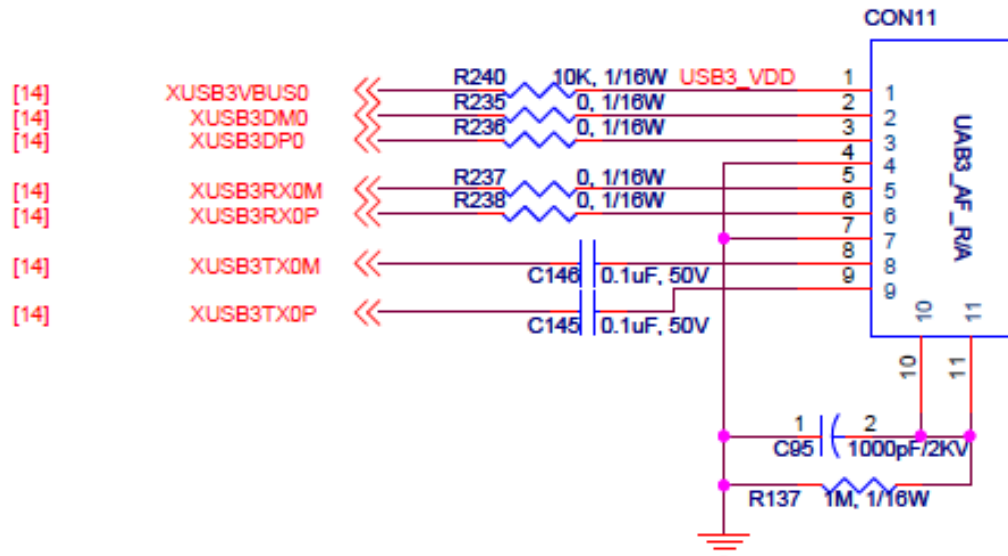 CON11
[14] XUSB3VBUS0 R240 10K, 1/16W USB3_VDD 1 1
[14] XUSB3DM0 R235 0, 1/16W 2 2
[14] XUSB3DP0 R236 0, 1/16W 3 3
4 4
[14] XUSB3RX0M R237 0, 1/16W 5 5
[14] XUSB3RX0P R238 0, 1/16W 6 6
7 7
[14] XUSB3TX0M C146 0.1uF, 50V 8 8
9 9
[14] XUSB3TX0P C145 0.1uF, 50V
UAB3_AF_R/A
10 11
10 11
1 2
C95 1000pF/2KV
R137 1M, 1/16W